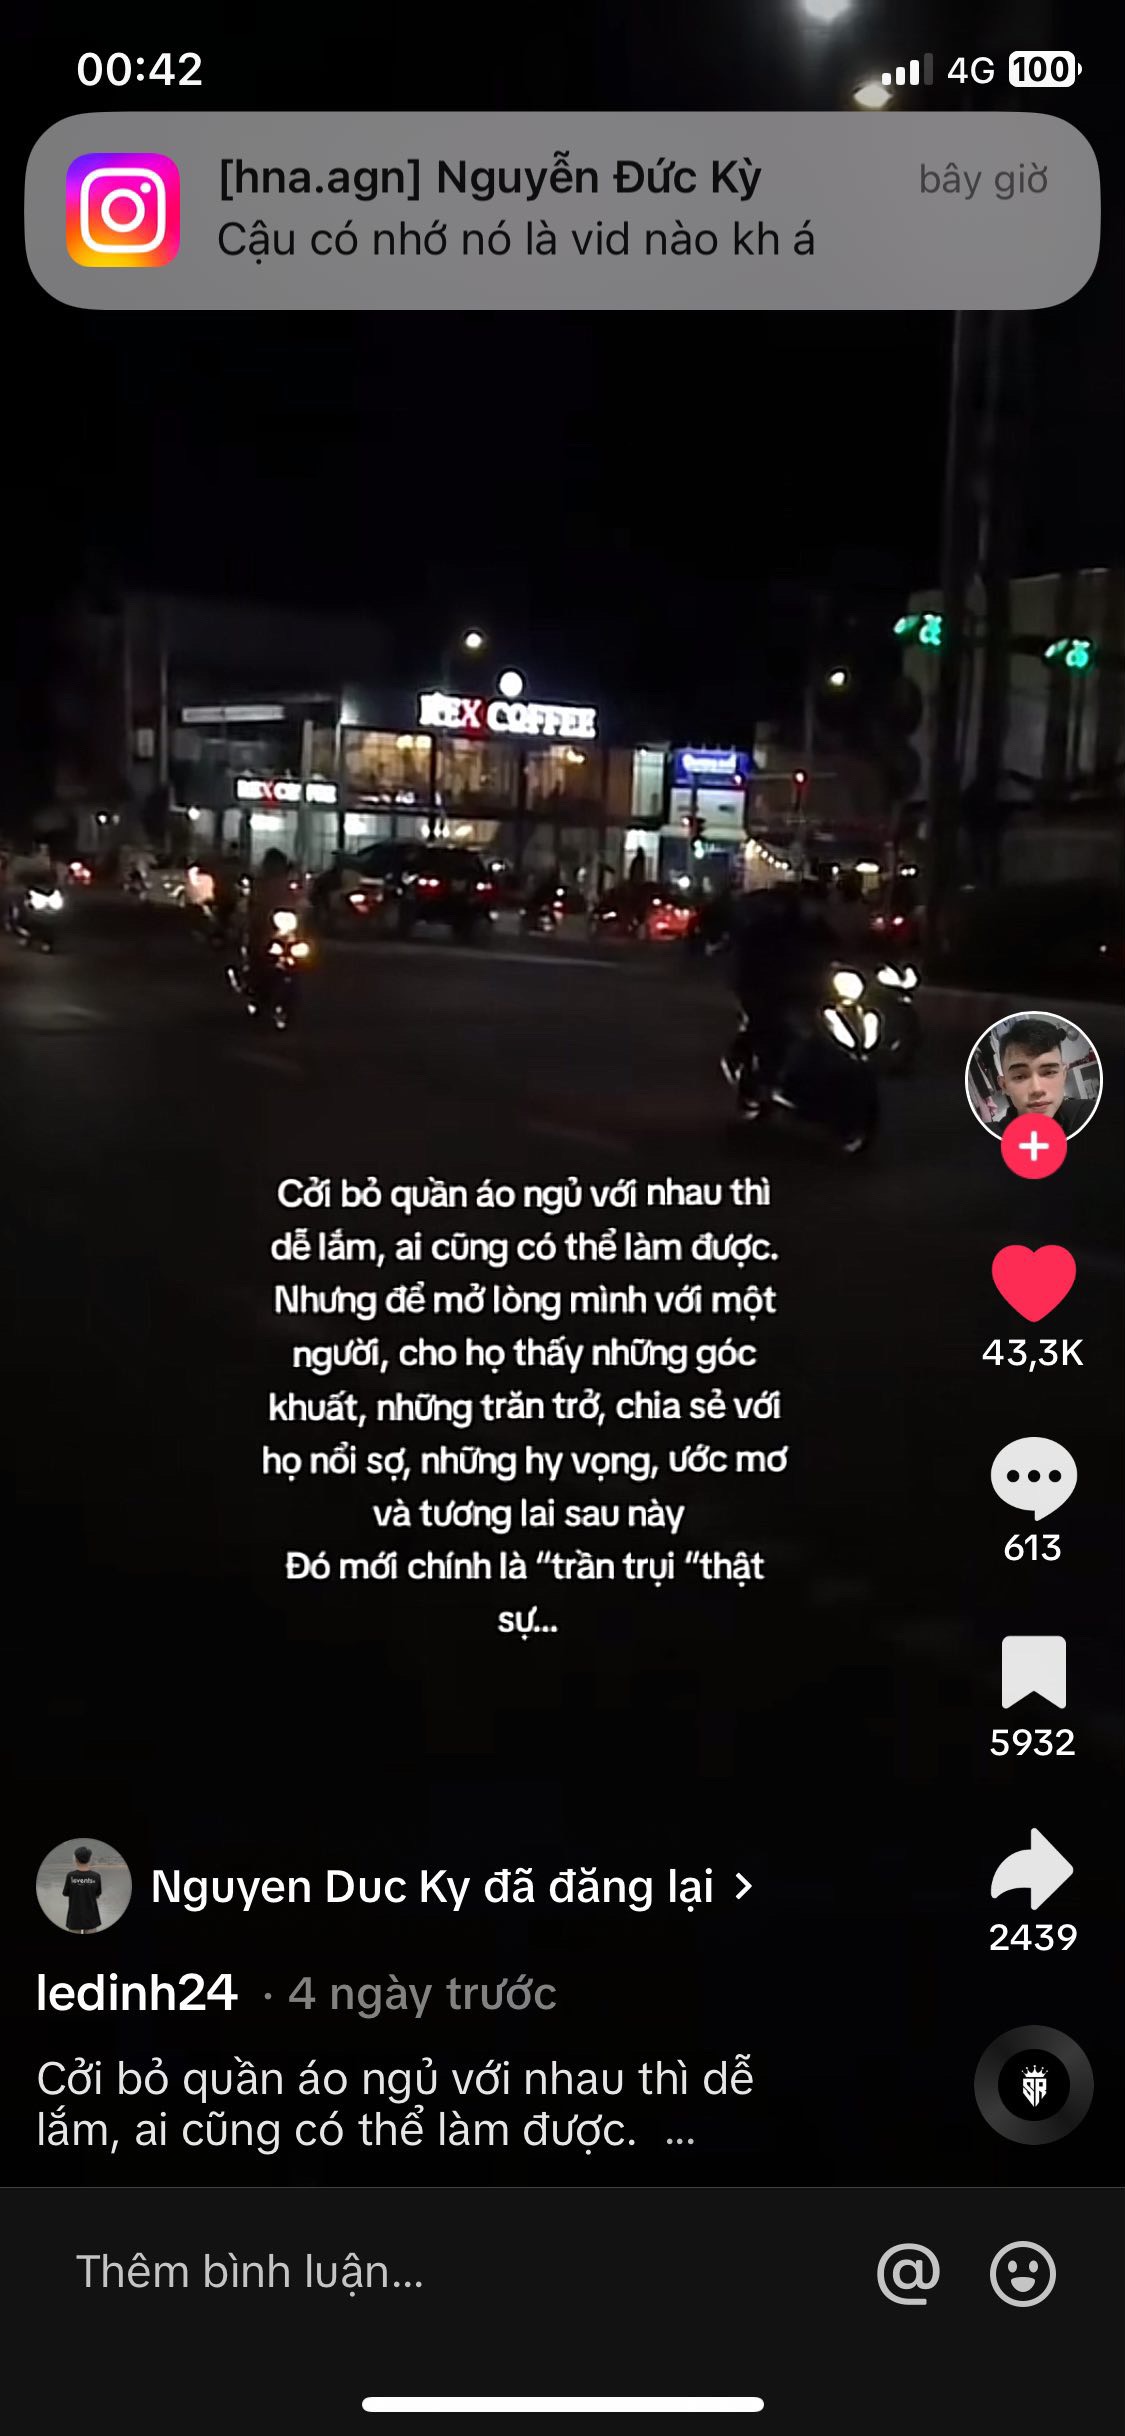 00:42
4G 100
[hna.agn] Nguyễn Đức Kỳ
bây giờ
Cậu có nhớ nó là vid nào kh á
REX COFFEE
REX COFFEE
Cởi bỏ quần áo ngủ với nhau thì
dễ lắm, ai cũng có thể làm được.
Nhưng để mở lòng mình với một
người, cho họ thấy những góc
khuất, những trăn trở, chia sẻ với
họ nổi sợ, những hy vọng, ước mơ
và tương lai sau này
Đó mới chính là “trần trụi “thật
sự...
43,3K
613
5932
2439
Nguyen Duc Ky đã đăng lại
ledinh24 · 4 ngày trước
Cởi bỏ quần áo ngủ với nhau thì dễ
lắm, ai cũng có thể làm được. ...
SR
Thêm bình luận...
@